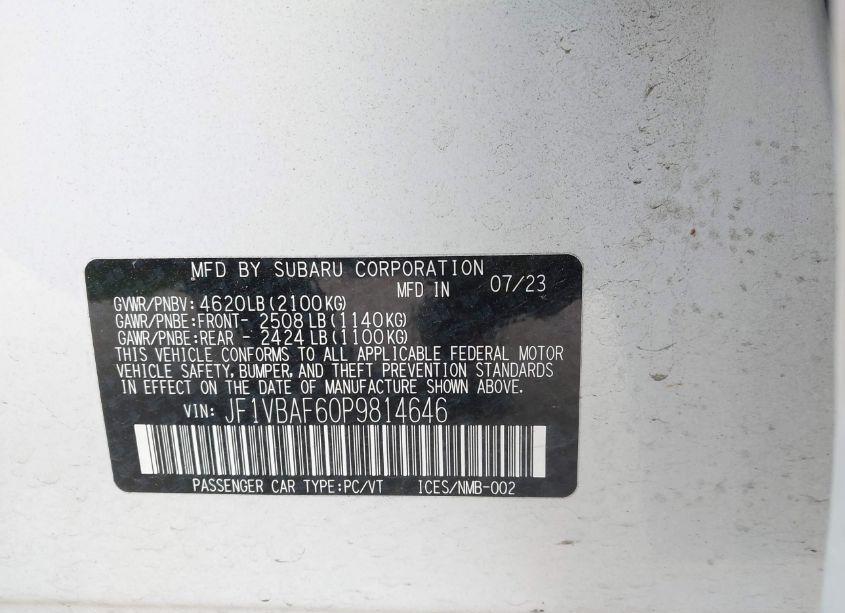 MFD BY SUBARU CORPORATION
MFD IN 07/23
GVWR/PNBV: 4620LB(2100KG)
GAWR/PNBE:FRONT- 2508 LB(1140KG)
GAWR/PNBE:REAR - 2424 LB(1100KG)
THIS VEHICLE CONFORMS TO ALL APPLICABLE FEDERAL MOTOR
VEHICLE SAFETY, BUMPER, AND THEFT PREVENTION STANDARDS
IN EFFECT ON THE DATE OF MANUFACTURE SHOWN ABOVE.
VIN: JF1VBAF60P9814646
PASSENGER CAR TYPE:PC/VT ICES/NMB-002